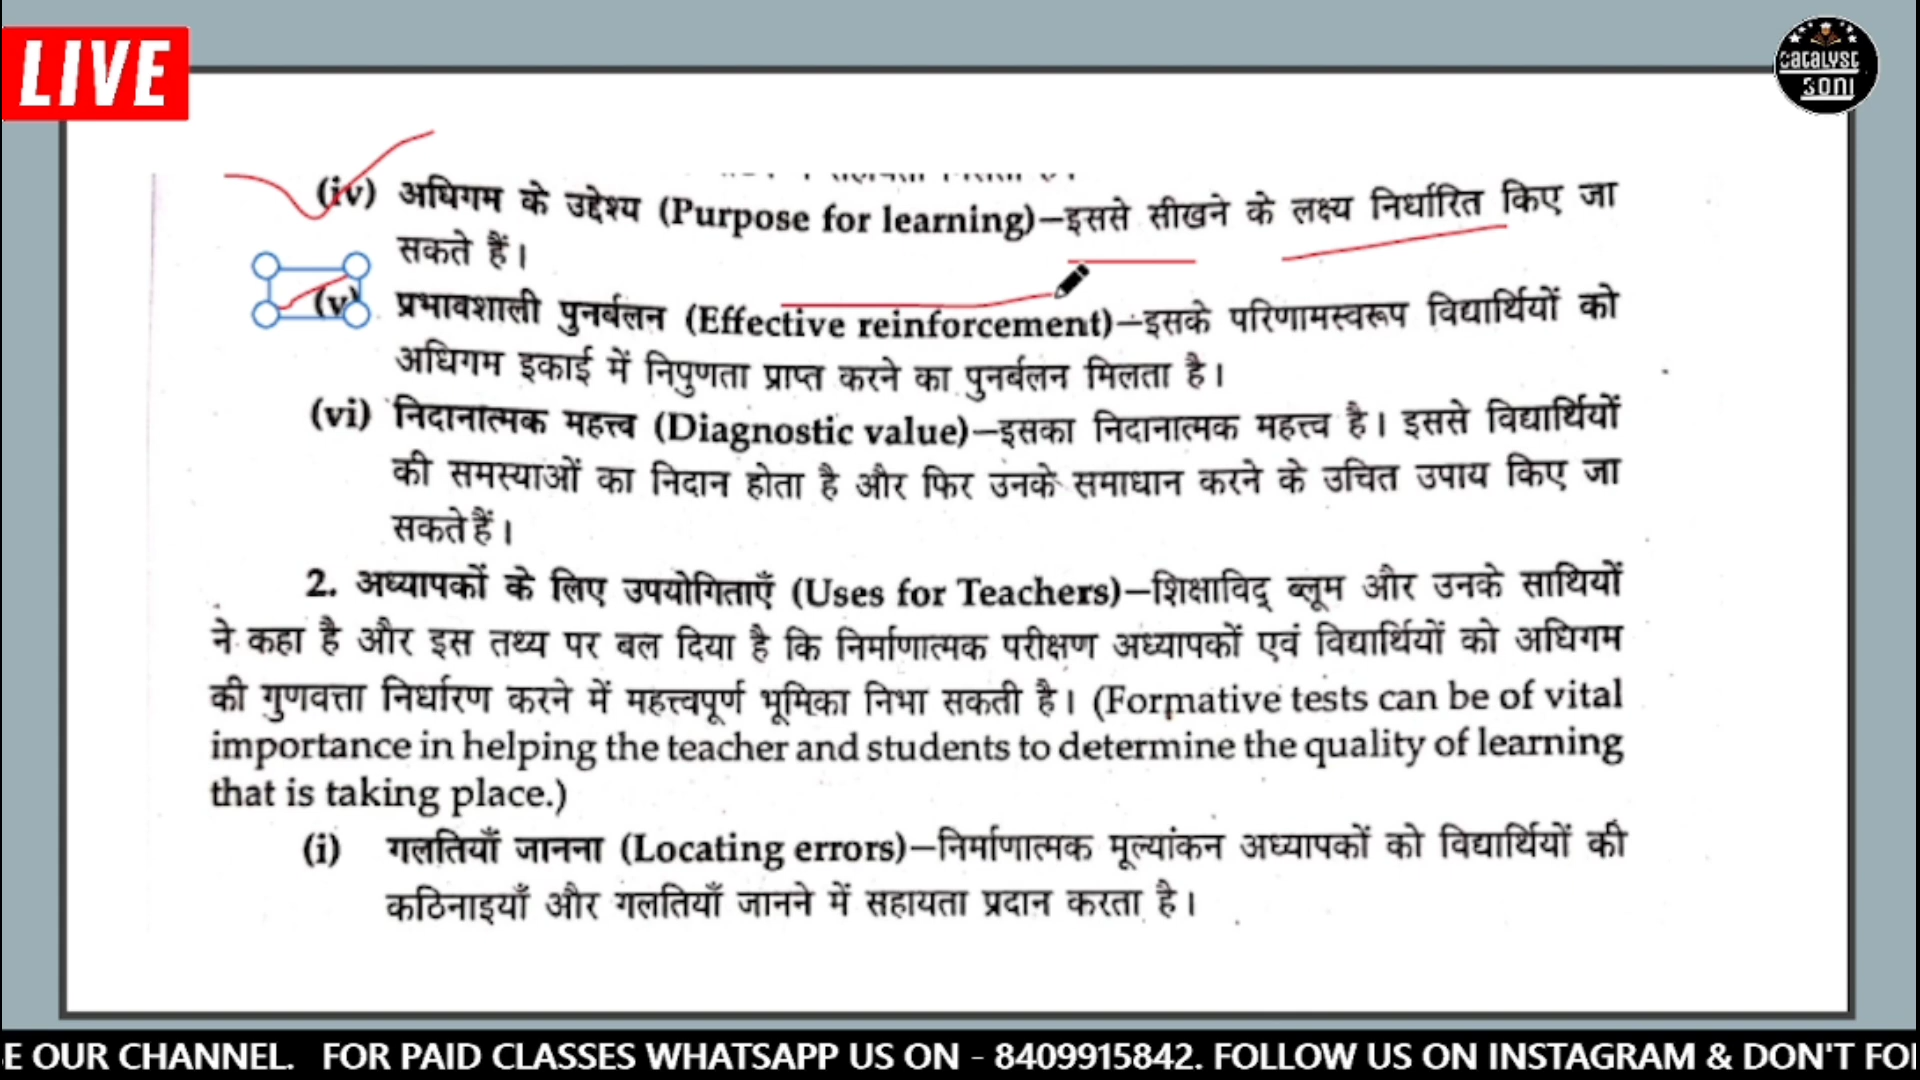 LIVE
CATALYST
SONI
(iv) अधिगम के उद्देश्य (Purpose for learning)–इससे सीखने के लक्ष्य निर्धारित किए जा
सकते हैं।
(v) प्रभावशाली पुनर्बलन (Effective reinforcement)–इसके परिणामस्वरूप विद्यार्थियों को
अधिगम इकाई में निपुणता प्राप्त करने का पुनर्बलन मिलता है।
(vi) निदानात्मक महत्त्व (Diagnostic value)–इसका निदानात्मक महत्त्व है। इससे विद्यार्थियों
की समस्याओं का निदान होता है और फिर उनके समाधान करने के उचित उपाय किए जा
सकते हैं।
2. अध्यापकों के लिए उपयोगिताएँ (Uses for Teachers)–शिक्षाविद् ब्लूम और उनके साथियों
ने कहा है और इस तथ्य पर बल दिया है कि निर्माणात्मक परीक्षण अध्यापकों एवं विद्यार्थियों को अधिगम
की गुणवत्ता निर्धारण करने में महत्त्वपूर्ण भूमिका निभा सकती है। (Formative tests can be of vital
importance in helping the teacher and students to determine the quality of learning
that is taking place.)
(i) गलतियाँ जानना (Locating errors)–निर्माणात्मक मूल्यांकन अध्यापकों को विद्यार्थियों की
कठिनाइयाँ और गलतियाँ जानने में सहायता प्रदान करता है।
E OUR CHANNEL. FOR PAID CLASSES WHATSAPP US ON - 8409915842. FOLLOW US ON INSTAGRAM & DON'T FO